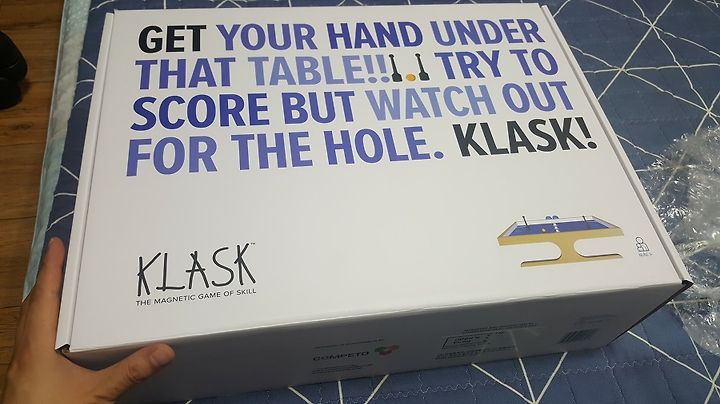 GET YOUR HAND UNDER
THAT TABLE!!! TRY TO
SCORE BUT WATCH OUT
FOR THE HOLE. KLASK!
KLASK™
THE MAGNETIC GAME OF SKILL
COMPETO